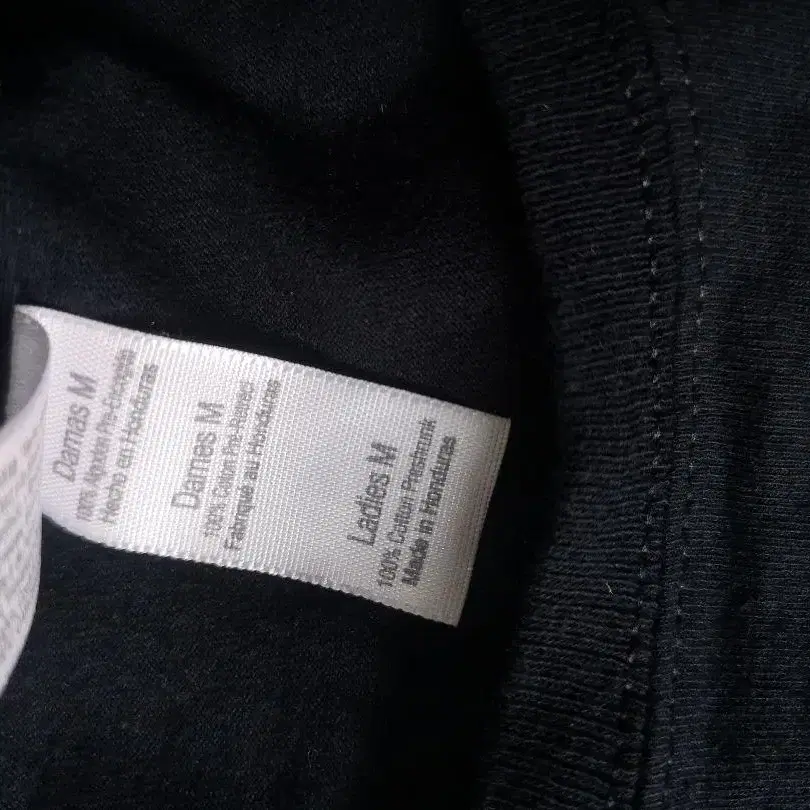 Ladies M
100% Cotton Preshrunk
Made in Honduras
Dames M
100% Coton Pré-Rétréci
Fabriqué au Honduras
Damas M
100% Algodón Pre-Encogido
Hecho en Honduras